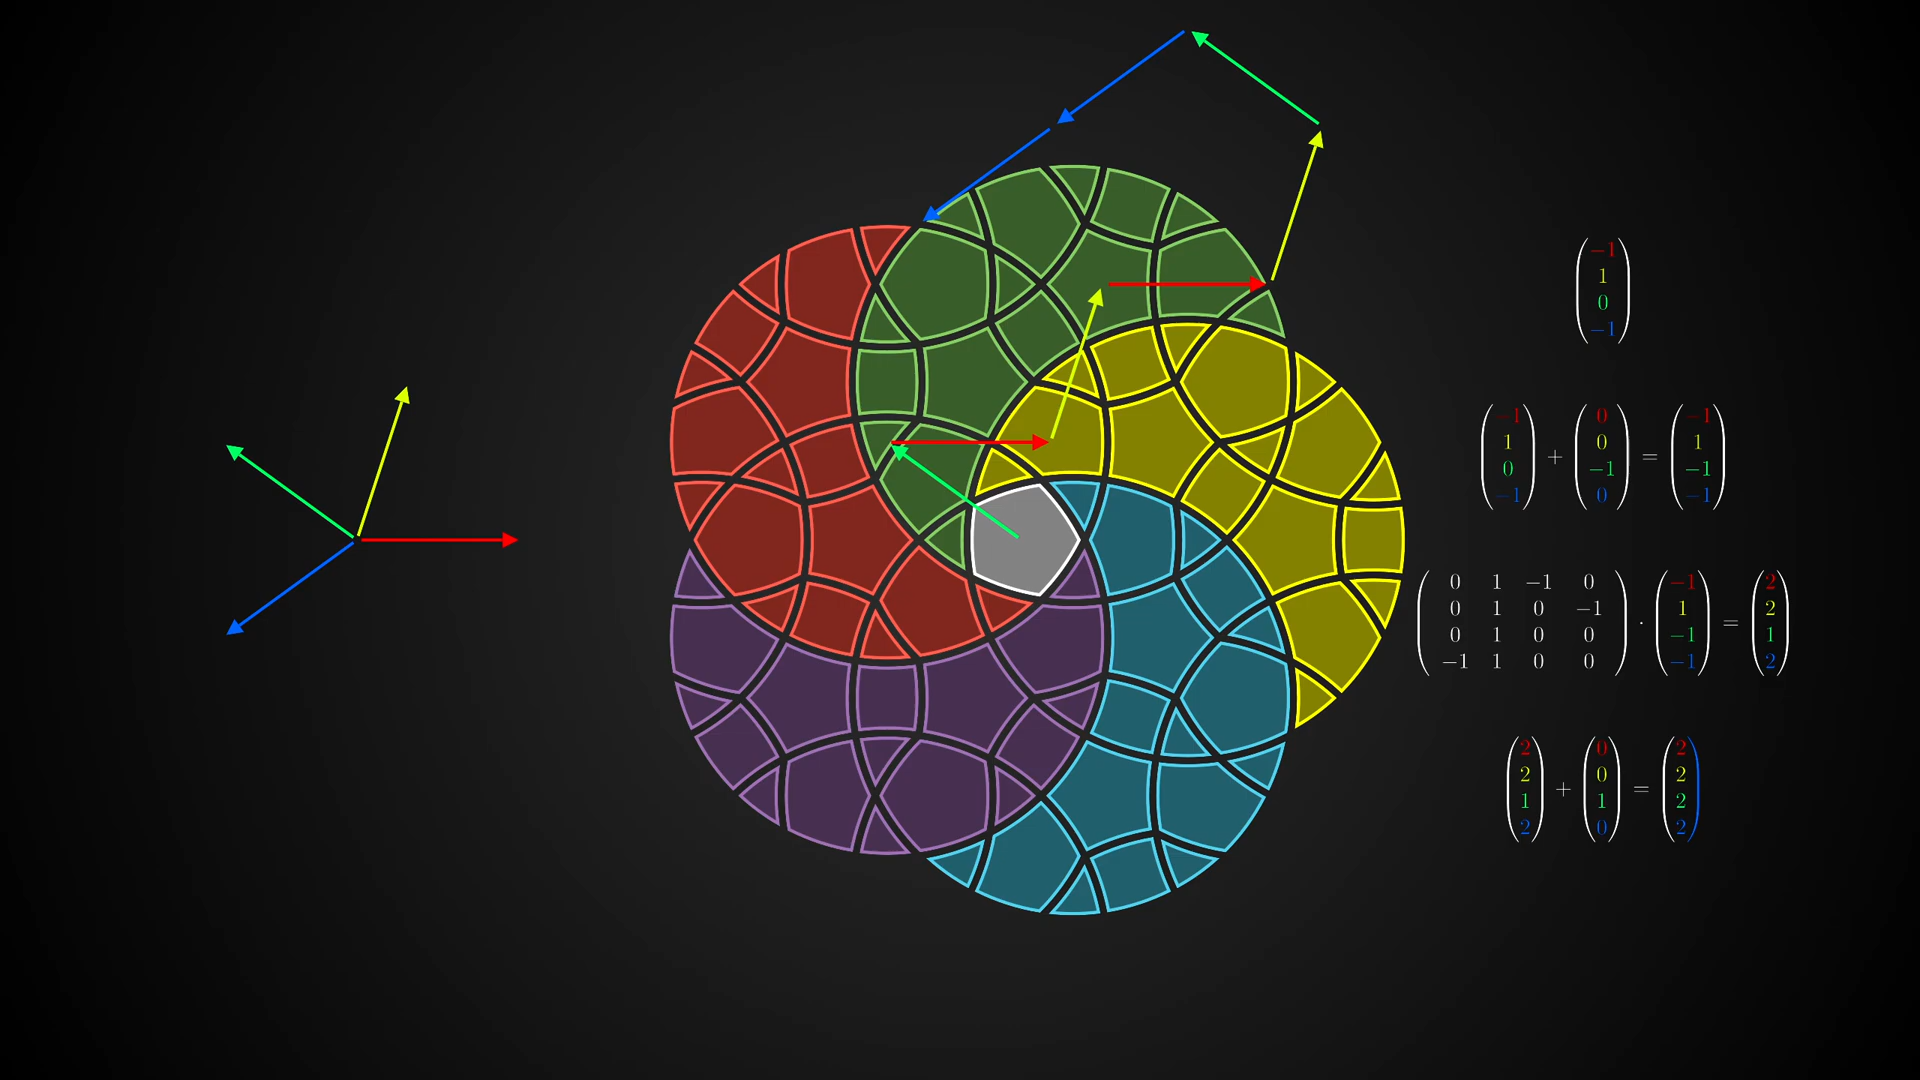 −1
1
0
−1
−1 0 −1
1 0 1
0 + −1 = −1
−1 0 −1
0 1 −1 0 −1 2
0 1 0 −1 1 2
0 1 0 0 · −1 = 1
−1 1 0 0 −1 2
2 0 2
2 0 2
1 + 1 = 2
2 0 2